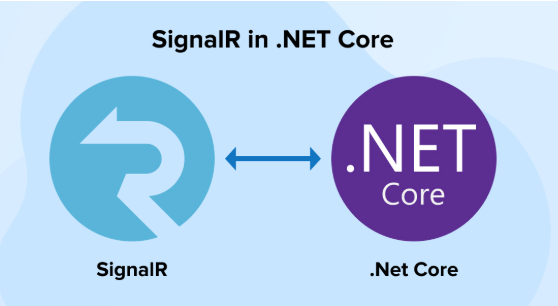 SignalR in .NET Core
.NET
Core
SignalR
.Net Core